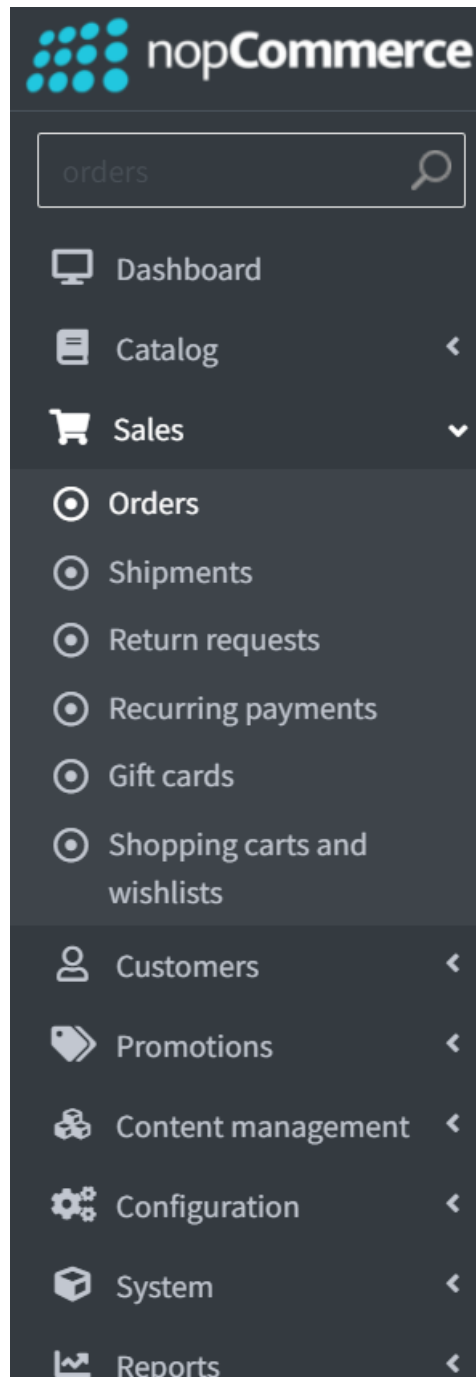 nopCommerce
orders
Dashboard
Catalog
Sales
Orders
Shipments
Return requests
Recurring payments
Gift cards
Shopping carts and
wishlists
Customers
Promotions
Content management
Configuration
System
Reports